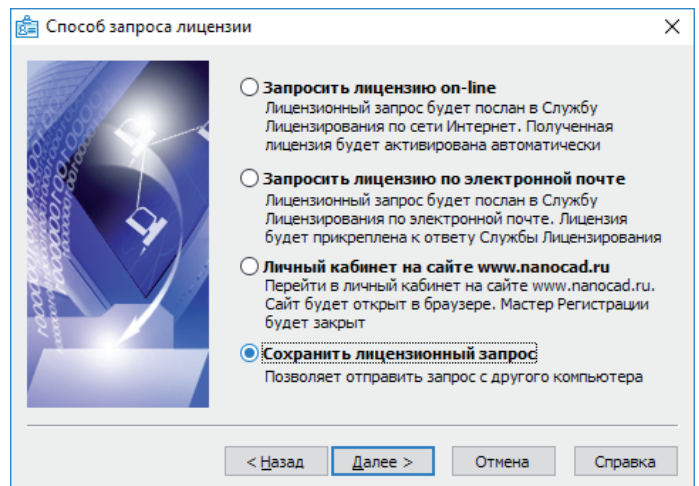 Способ запроса лицензии
Запросить лицензию on-line
Лицензионный запрос будет послан в Службу
Лицензирования по сети Интернет. Полученная
лицензия будет активирована автоматически
Запросить лицензию по электронной почте
Лицензионный запрос будет послан в Службу
Лицензирования по электронной почте. Лицензия
будет прикреплена к ответу Службы Лицензирования
Личный кабинет на сайте www.nanocad.ru
Перейти в личный кабинет на сайте www.nanocad.ru.
Сайт будет открыт в браузере. Мастер Регистрации
будет закрыт
Сохранить лицензионный запрос
Позволяет отправить запрос с другого компьютера
< Назад Далее > Отмена Справка